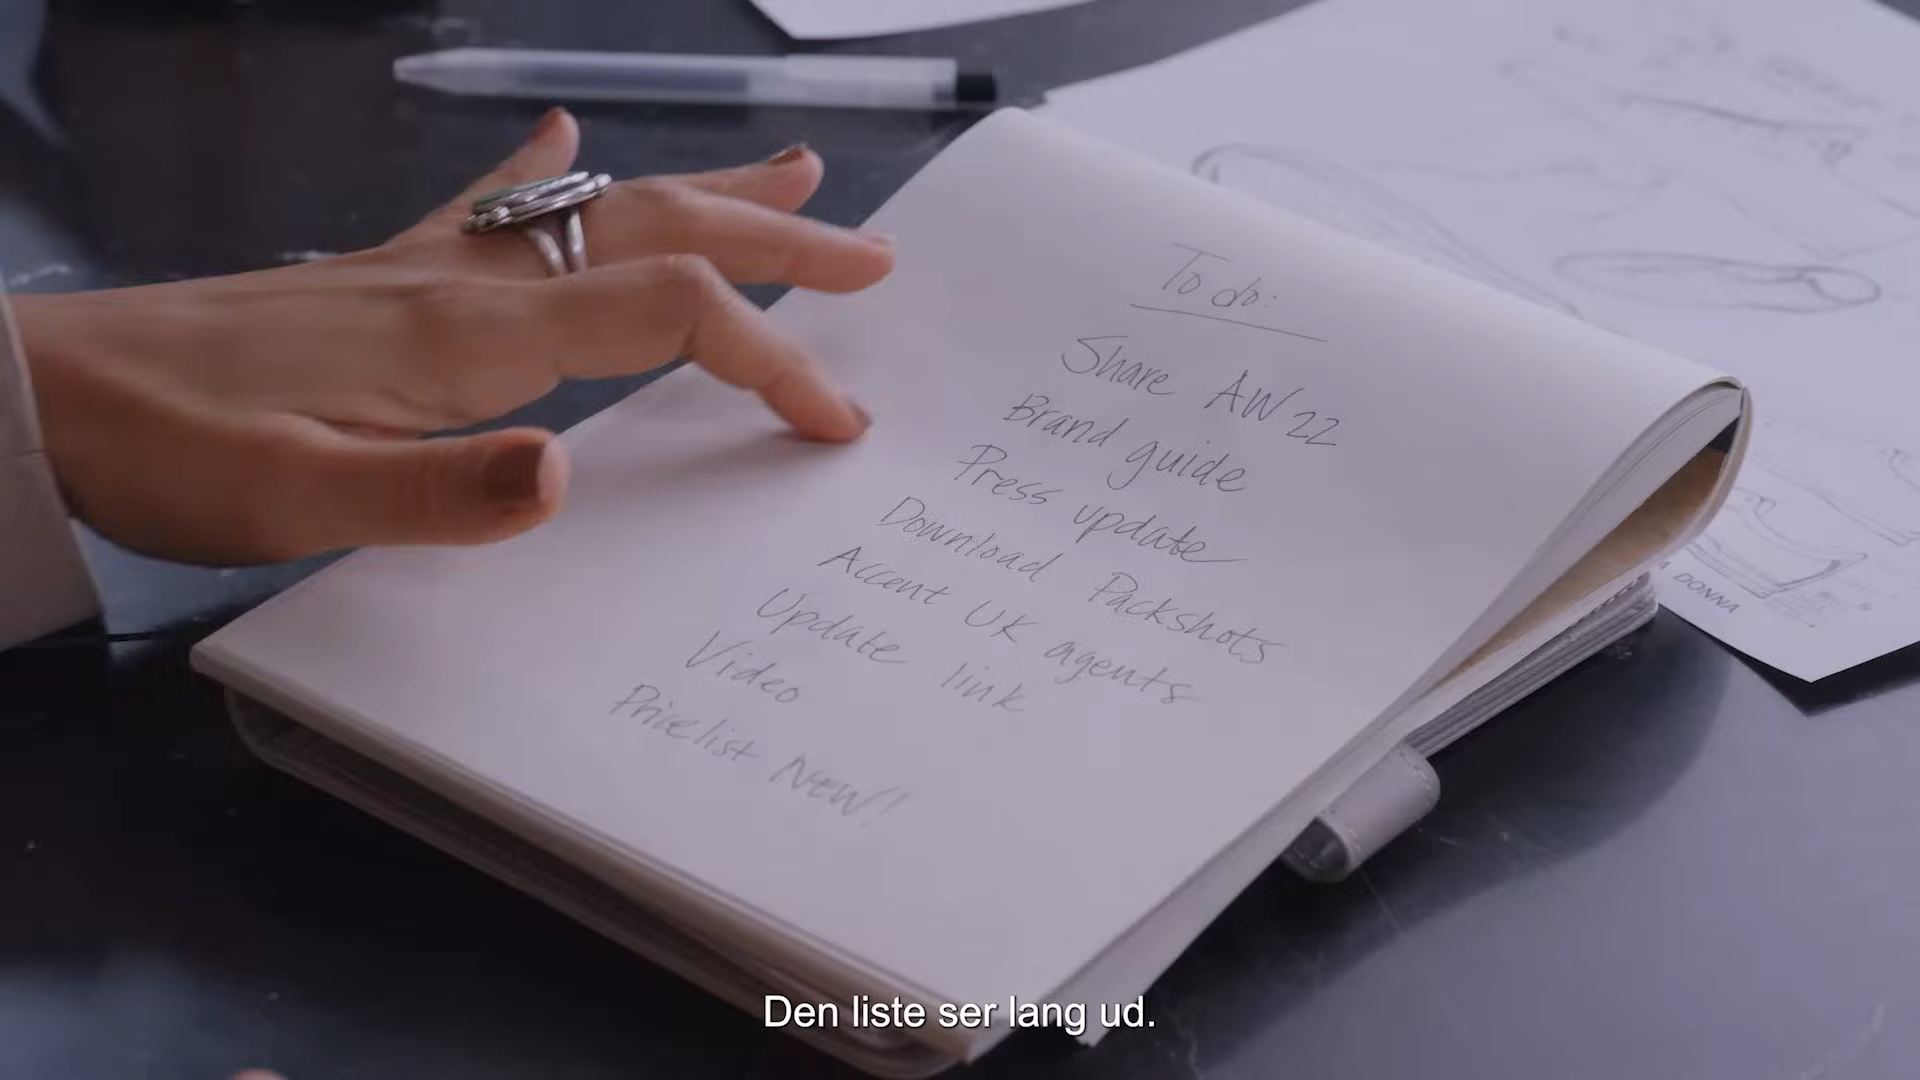 To do:
Share AW22
Brand guide
Press update
Download Packshots
Accent UK agents
Update link
Video
Pricelist New!
A DONNA
Den liste ser lang ud.